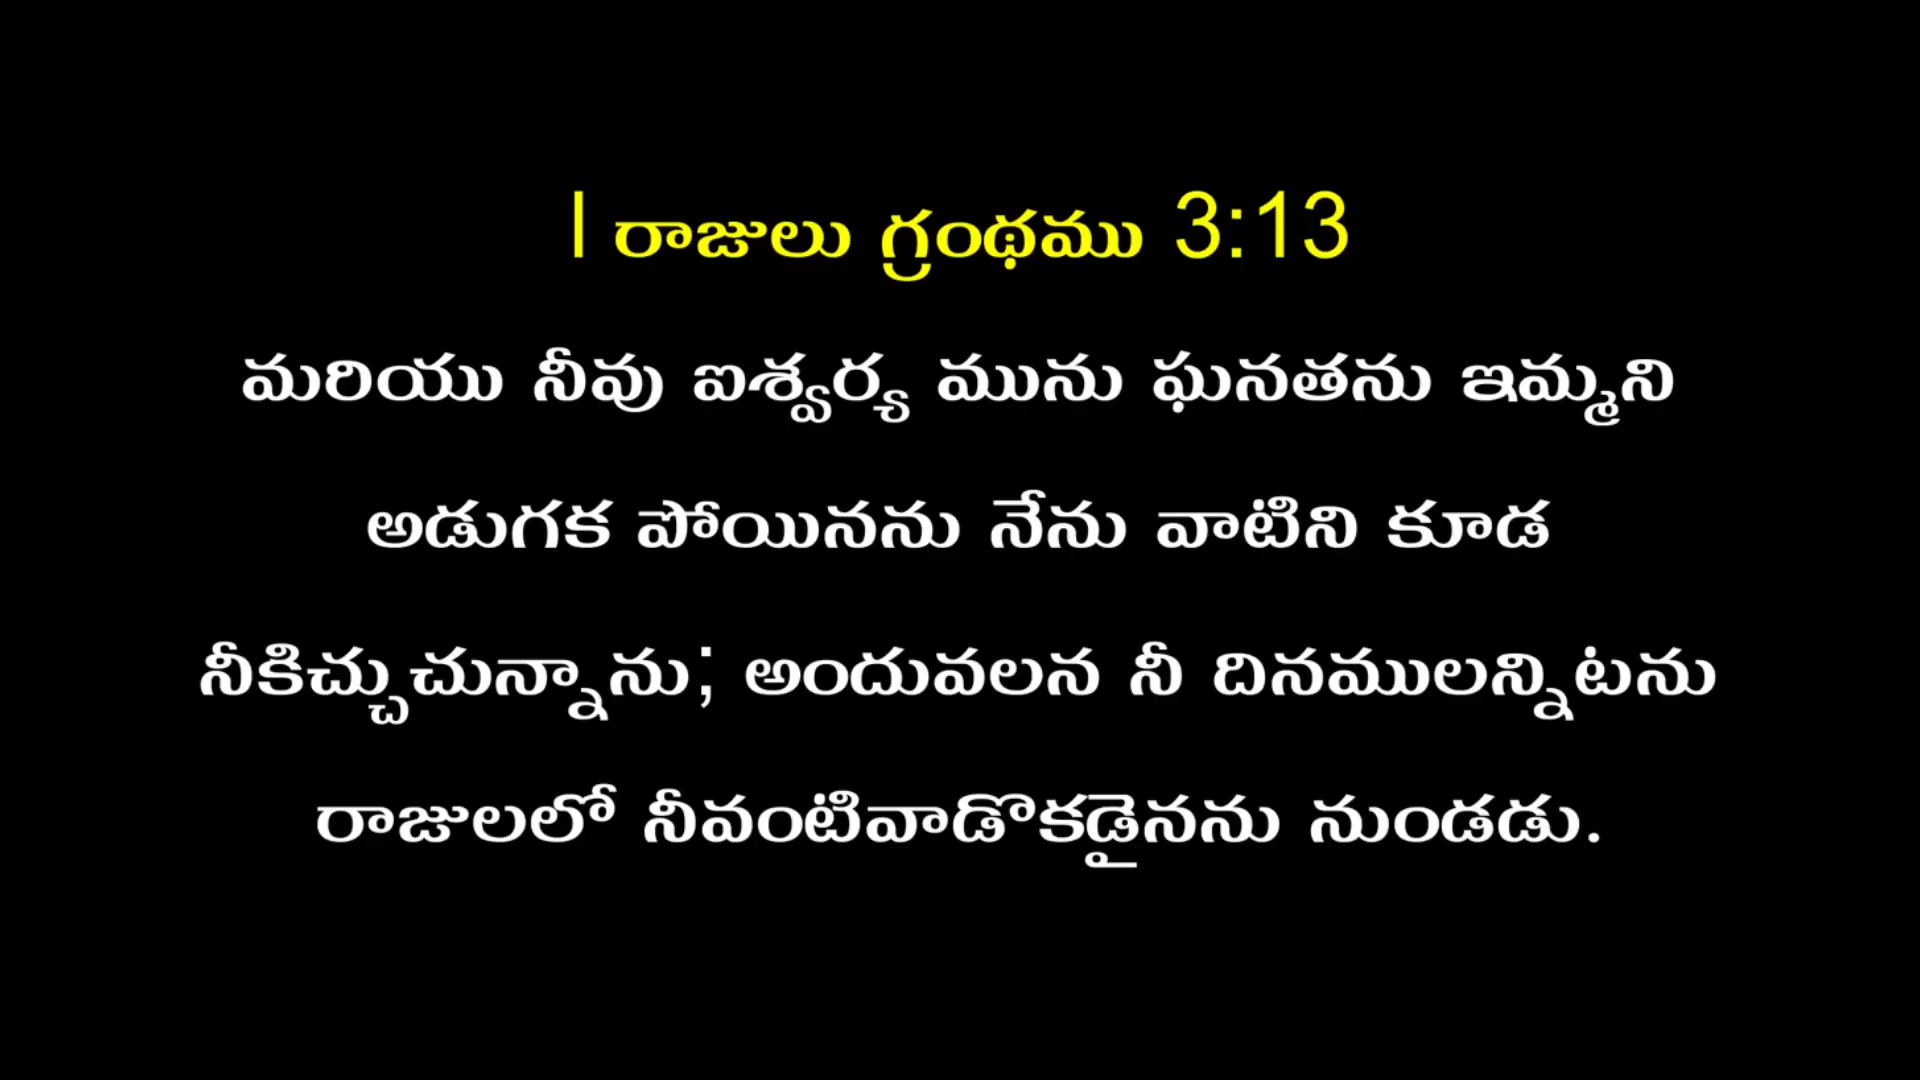 I రాజులు గ్రంథము 3:13
మరియు నీవు ఐశ్వర్య మును ఘనతను ఇమ్మని
అడుగక పోయినను నేను వాటిని కూడ
నీకిచ్చుచున్నాను; అందువలన నీ దినములన్నిటను
రాజులలో నీవంటివాడొకడైనను నుండడు.